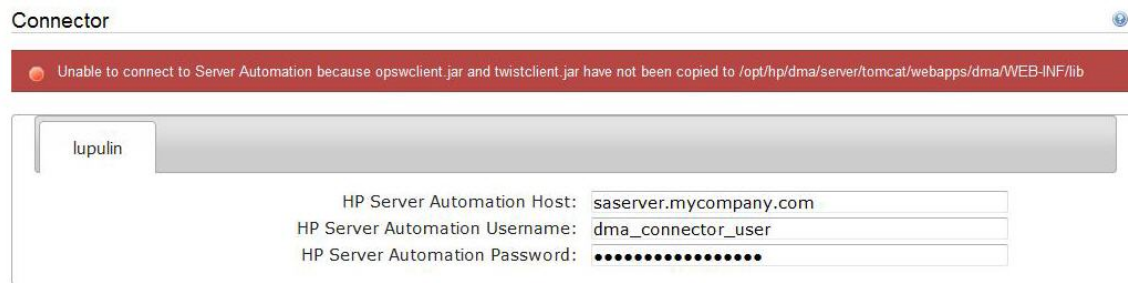 Connector
Unable to connect to Server Automation because opswclient.jar and twistclient.jar have not been copied to /opt/hp/dma/server/tomcat/webapps/dma/WEB-INF/lib
lupulin
HP Server Automation Host: saserver.mycompany.com
HP Server Automation Username: dma_connector_user
HP Server Automation Password: •••••••••••••••••